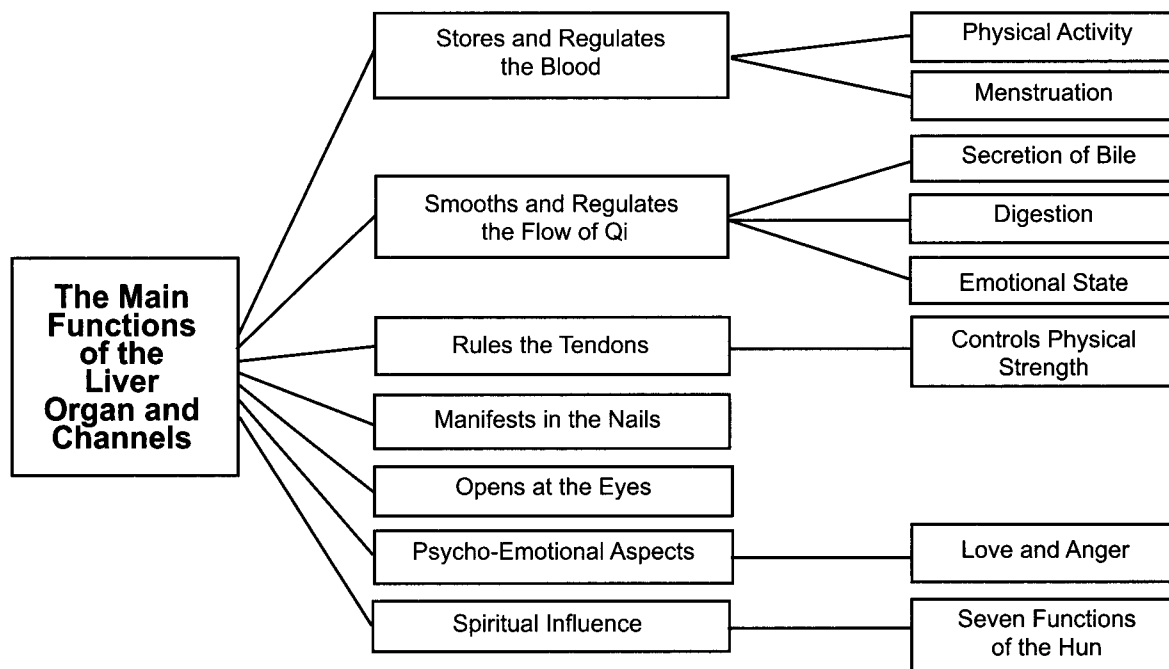 The Main
Functions
of the
Liver
Organ and
Channels
Stores and Regulates
the Blood
Physical Activity
Menstruation
Smooths and Regulates
the Flow of Qi
Secretion of Bile
Digestion
Emotional State
Rules the Tendons
Controls Physical
Strength
Manifests in the Nails
Opens at the Eyes
Psycho-Emotional Aspects
Love and Anger
Spiritual Influence
Seven Functions
of the Hun